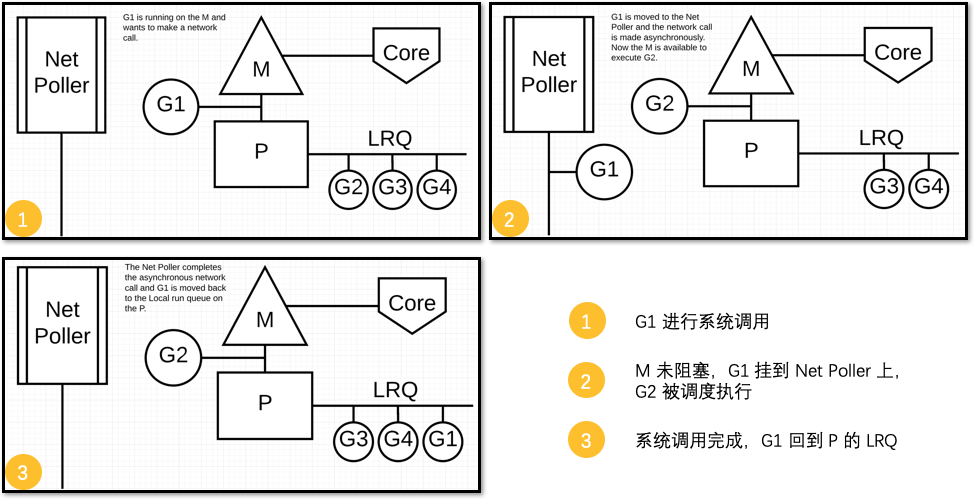 G1 is running on the M and
wants to make a network
call.
Net
Poller
M
Core
G1
P
LRQ
G2
G3
G4
1
G1 is moved to the Net
Poller and the network call
is made asynchronously.
Now the M is available to
execute G2.
Net
Poller
M
Core
G2
G1
P
LRQ
G3
G4
2
The Net Poller completes
the asynchronous network
call and G1 is moved back
to the Local run queue on
the P.
Net
Poller
M
Core
G2
P
LRQ
G3
G4
G1
3
1
G1 进行系统调用
2
M 未阻塞，G1 挂到 Net Poller 上，
G2 被调度执行
3
系统调用完成，G1 回到 P 的 LRQ